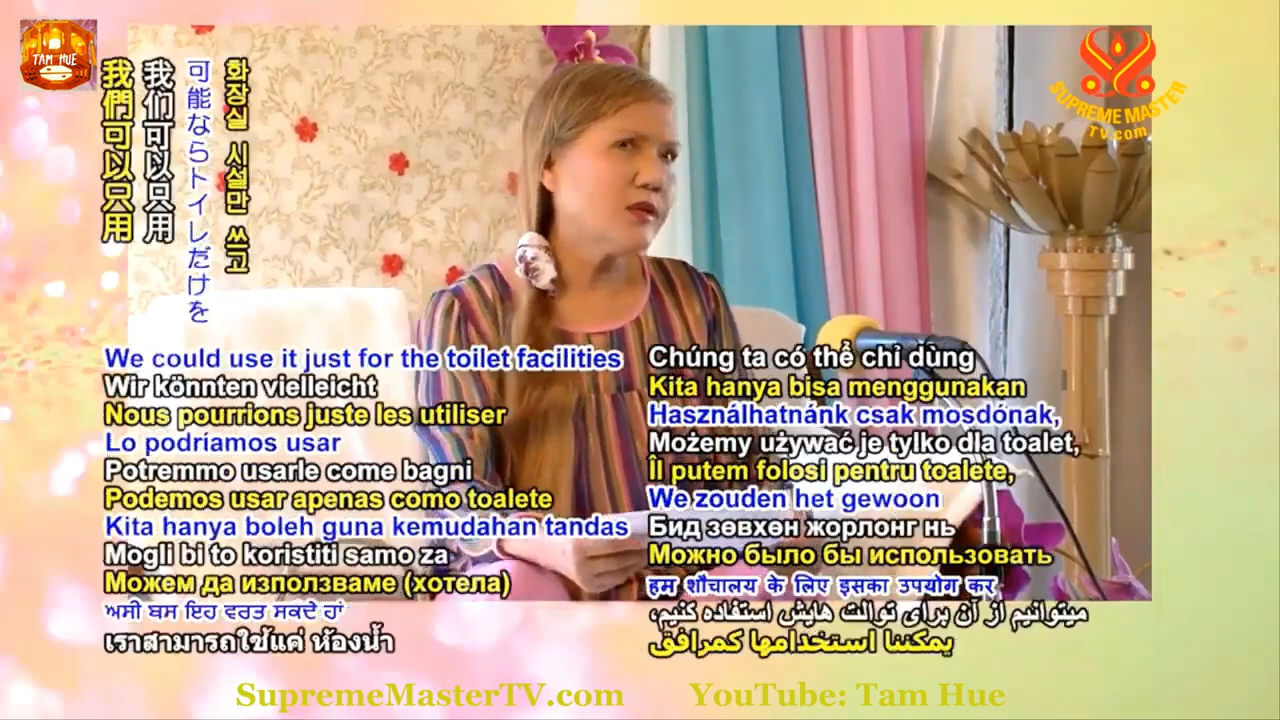 TAM HUE
SUPREME MASTER
TV.com
我們可以只用
我们可以只用
可能ならトイレだけを
화장실 시설만 쓰고
We could use it just for the toilet facilities
Wir könnten vielleicht
Nous pourrions juste les utiliser
Lo podríamos usar
Potremmo usarle come bagni
Podemos usar apenas como toalete
Kita hanya boleh guna kemudahan tandas
Mogli bi to koristiti samo za
Можем да използваме (хотела)
ਅਸੀ ਬਸ ਇਹ ਵਰਤ ਸਕਦੇ ਹਾਂ
เราสามารถใช้แค่ ห้องน้ำ
Chúng ta có thể chỉ dùng
Kita hanya bisa menggunakan
Használhatnánk csak mosdónak,
Możemy używać je tylko dla toalet,
Îl putem folosi pentru toalete,
We zouden het gewoon
Бид зөвхөн жорлонг нь
Можно было бы использовать
हम शौचालय के लिए इसका उपयोग कर
میتوانیم از آن برای توالت هایش استفاده کنیم،
يمكننا استخدامها كمرافق
SupremeMasterTV.com
YouTube: Tam Hue